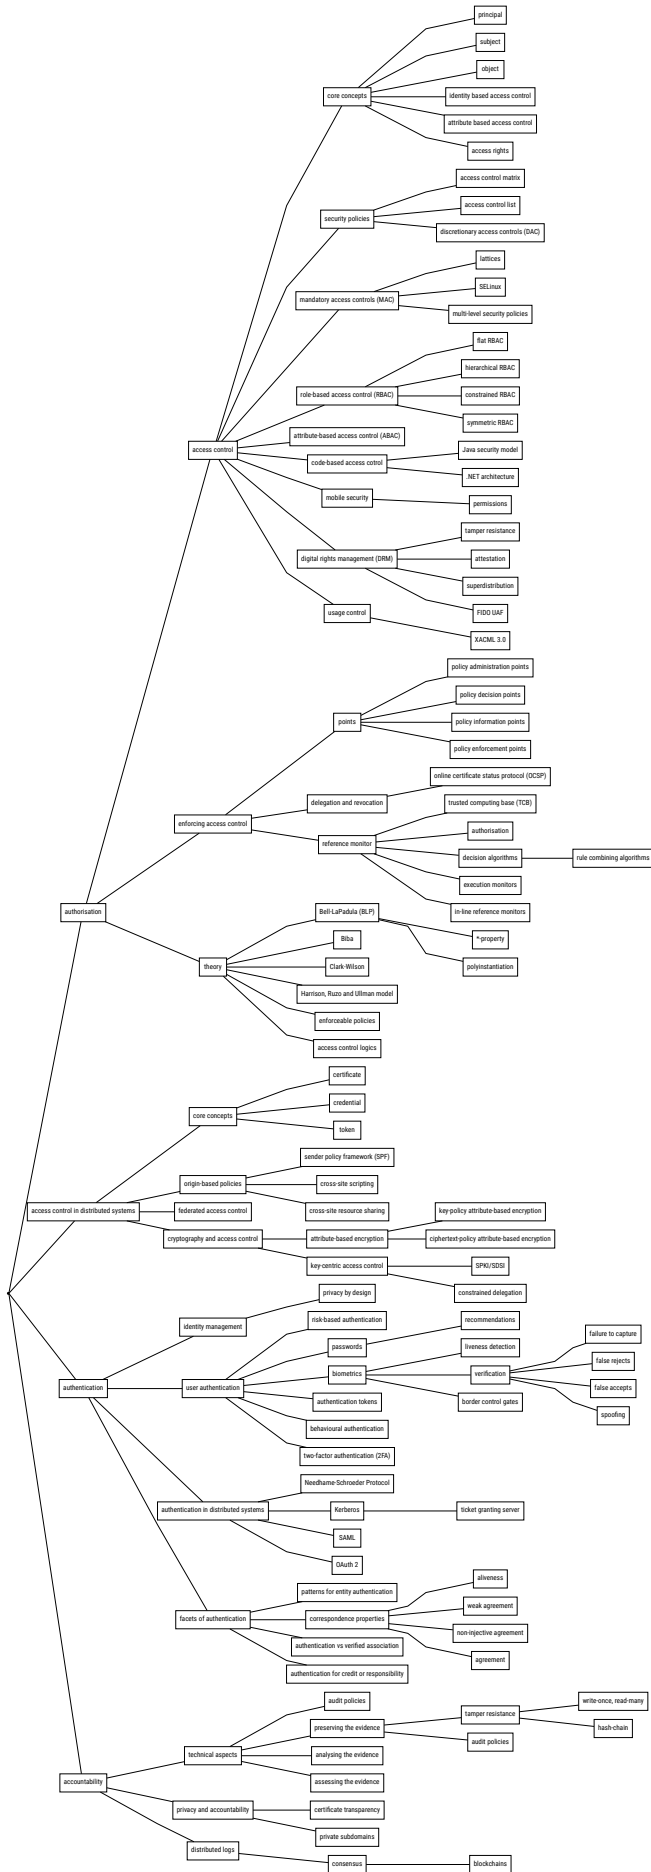 principal
subject
object
core concepts
identity based access control
attribute based access control
access rights
access control matrix
access control list
security policies
discretionary access controls (DAC)
lattices
SELinux
mandatory access controls (MAC)
multi-level security policies
flat RBAC
hierarchical RBAC
role-based access control (RBAC)
constrained RBAC
symmetric RBAC
attribute-based access control (ABAC)
access control
Java security model
code-based access cotrol
.NET architecture
mobile security
permissions
tamper resistance
digital rights management (DRM)
attestation
superdistribution
usage control
FIDO UAF
XACML 3.0
policy administration points
policy decision points
points
policy information points
policy enforcement points
online certificate status protocol (OCSP)
delegation and revocation
trusted computing base (TCB)
enforcing access control
authorisation
reference monitor
decision algorithms
rule combining algorithms
execution monitors
authorisation
in-line reference monitors
Bell-LaPadula (BLP)
Biba
*-property
theory
Clark-Wilson
polyinstantiation
Harrison, Ruzo and Ullman model
enforceable policies
access control logics
certificate
credential
core concepts
token
sender policy framework (SPF)
origin-based policies
cross-site scripting
access control in distributed systems
federated access control
cross-site resource sharing
key-policy attribute-based encryption
cryptography and access control
attribute-based encryption
ciphertext-policy attribute-based encryption
key-centric access control
SPKI/SDSI
constrained delegation
privacy by design
identity management
risk-based authentication
recommendations
passwords
liveness detection
failure to capture
biometrics
verification
false rejects
authentication
user authentication
false accepts
authentication tokens
border control gates
spoofing
behavioural authentication
two-factor authentication (2FA)
Needhame-Schroeder Protocol
authentication in distributed systems
Kerberos
ticket granting server
SAML
OAuth 2
aliveness
patterns for entity authentication
weak agreement
facets of authentication
correspondence properties
non-injective agreement
authentication vs verified association
agreement
authentication for credit or responsibility
audit policies
write-once, read-many
preserving the evidence
tamper resistance
hash-chain
technical aspects
analysing the evidence
audit policies
accountability
assessing the evidence
privacy and accountability
certificate transparency
private subdomains
distributed logs
consensus
blockchains